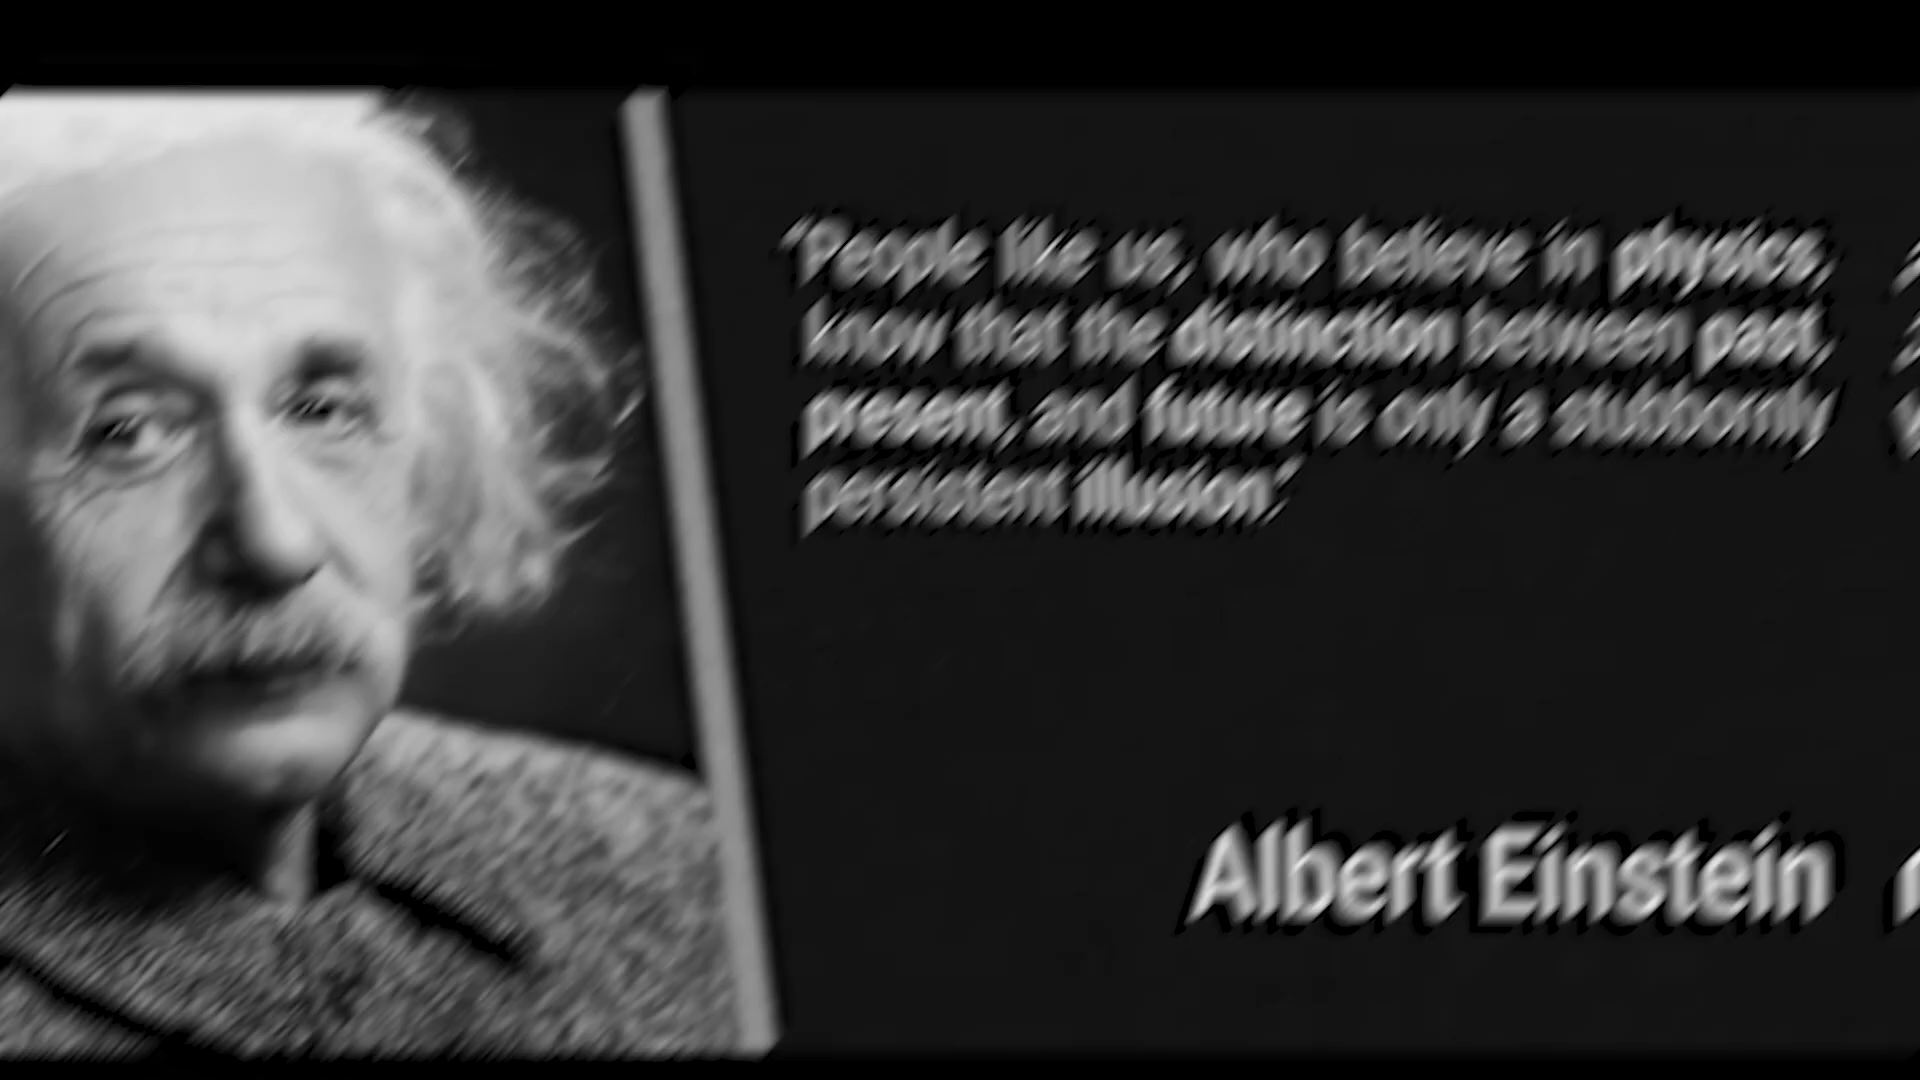 "People like us, who believe in physics,
know that the distinction between past,
present, and future is only a stubbornly
persistent illusion."
Albert Einstein